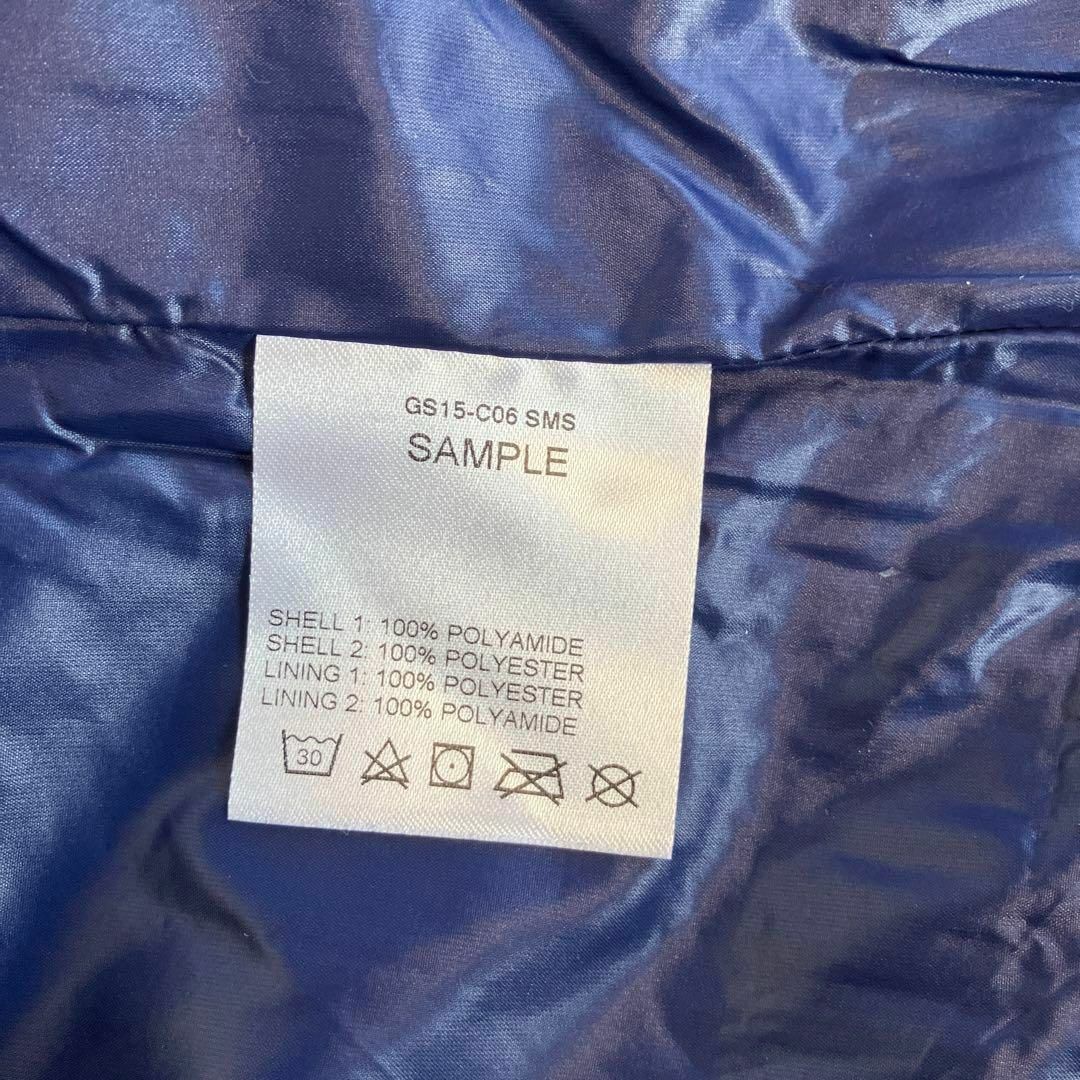 GS15-C06 SMS
SAMPLE
SHELL 1: 100% POLYAMIDE
SHELL 2: 100% POLYESTER
LINING 1: 100% POLYESTER
LINING 2: 100% POLYAMIDE
30